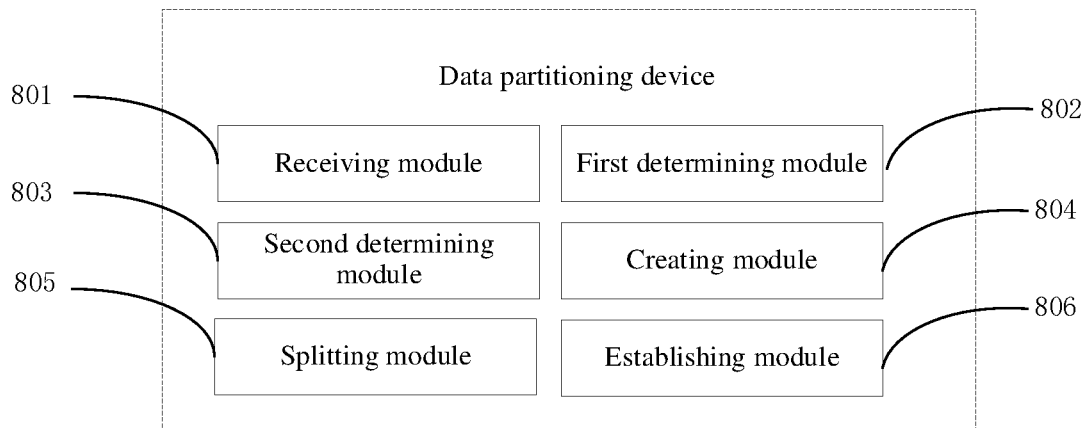 Data partitioning device
801
802
Receiving module
First determining module
803
804
Second determining
module
Creating module
805
806
Splitting module
Establishing module